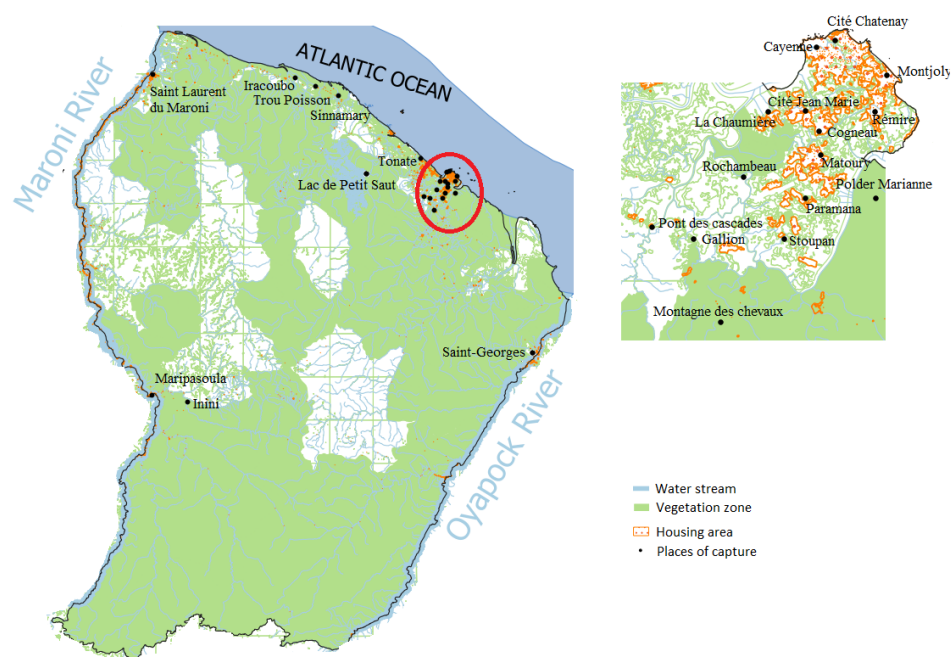 ATLANTIC OCEAN
Maroni River
Saint Laurent
du Maroni
Iracoubo
Trou Poisson
Sinnamary
Tonate
Lac de Petit Saut
Saint-Georges
Maripasoula
Inini
Oyapock River
Cité Chatenay
Cayenne
Montjoly
Cité Jean Marie
La Chaumière
Rémire
Cogneau
Matoury
Rochambeau
Polder Marianne
Paramana
Pont des cascades
Gallion
Stoupan
Montagne des chevaux
Water stream
Vegetation zone
Housing area
Places of capture